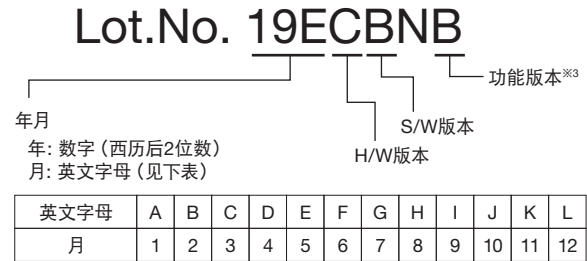 Lot.No. 19ECBNB
功能版本※3
年月
S/W版本
年: 数字（西历后2位数）
H/W版本
月: 英文字母（见下表）
英文字母 A B C D E F G H I J K L
月 1 2 3 4 5 6 7 8 9 10 11 12